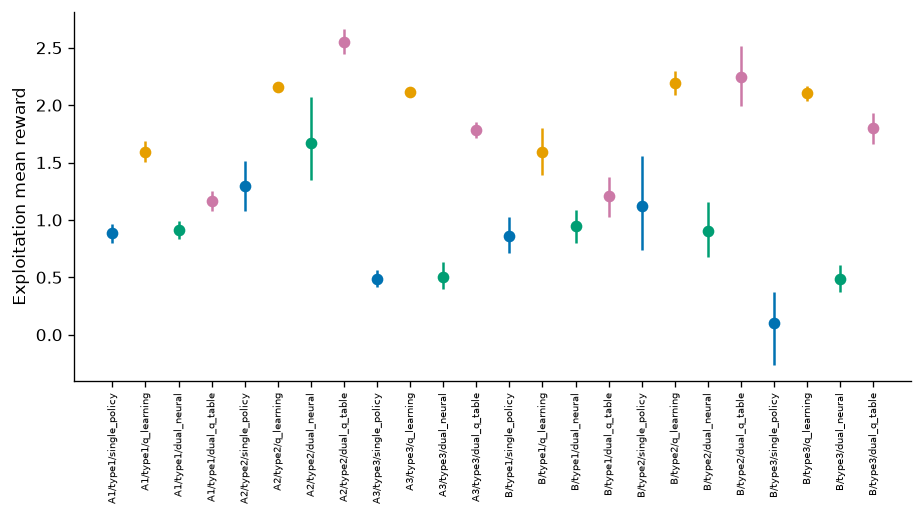 Exploitation mean reward
2.5
2.0
1.5
1.0
0.5
0.0
A1/type1/single_policy
A1/type1/q_learning
A1/type1/dual_neural
A1/type1/dual_q_table
A2/type2/single_policy
A2/type2/q_learning
A2/type2/dual_neural
A2/type2/dual_q_table
A3/type3/single_policy
A3/type3/q_learning
A3/type3/dual_neural
A3/type3/dual_q_table
B/type1/single_policy
B/type1/q_learning
B/type1/dual_neural
B/type1/dual_q_table
B/type2/single_policy
B/type2/q_learning
B/type2/dual_neural
B/type2/dual_q_table
B/type3/single_policy
B/type3/q_learning
B/type3/dual_neural
B/type3/dual_q_table